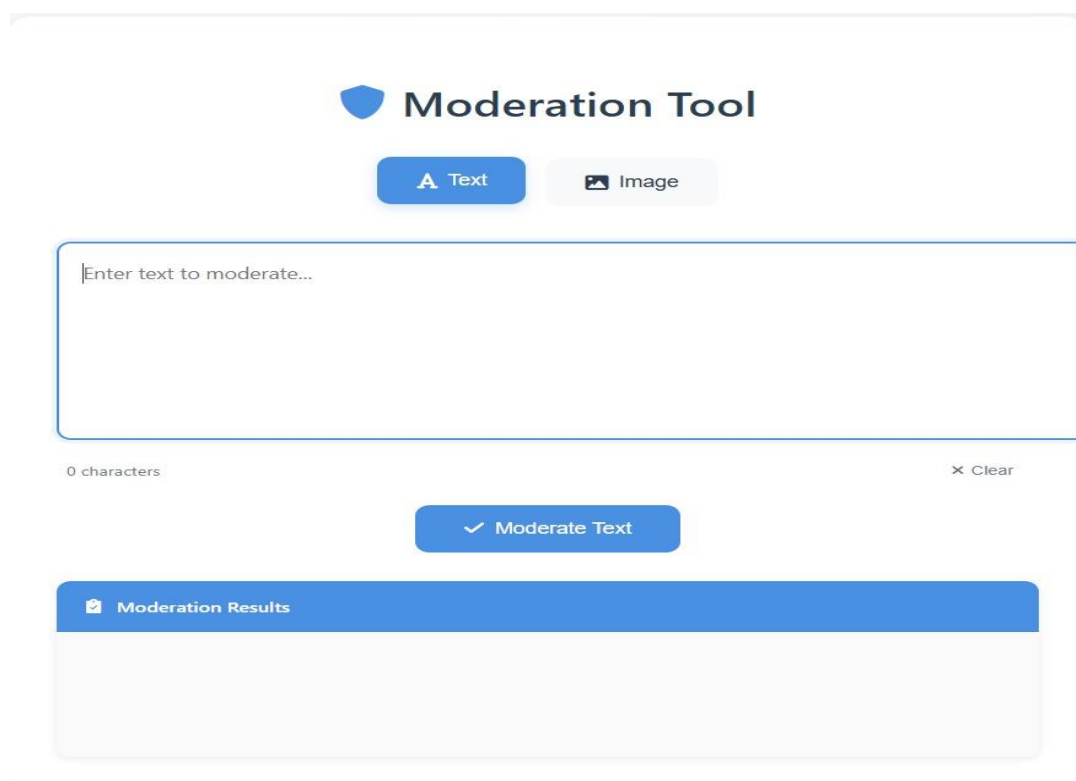 Moderation Tool
A Text Image
Enter text to moderate...
0 characters × Clear
Moderate Text
Moderation Results